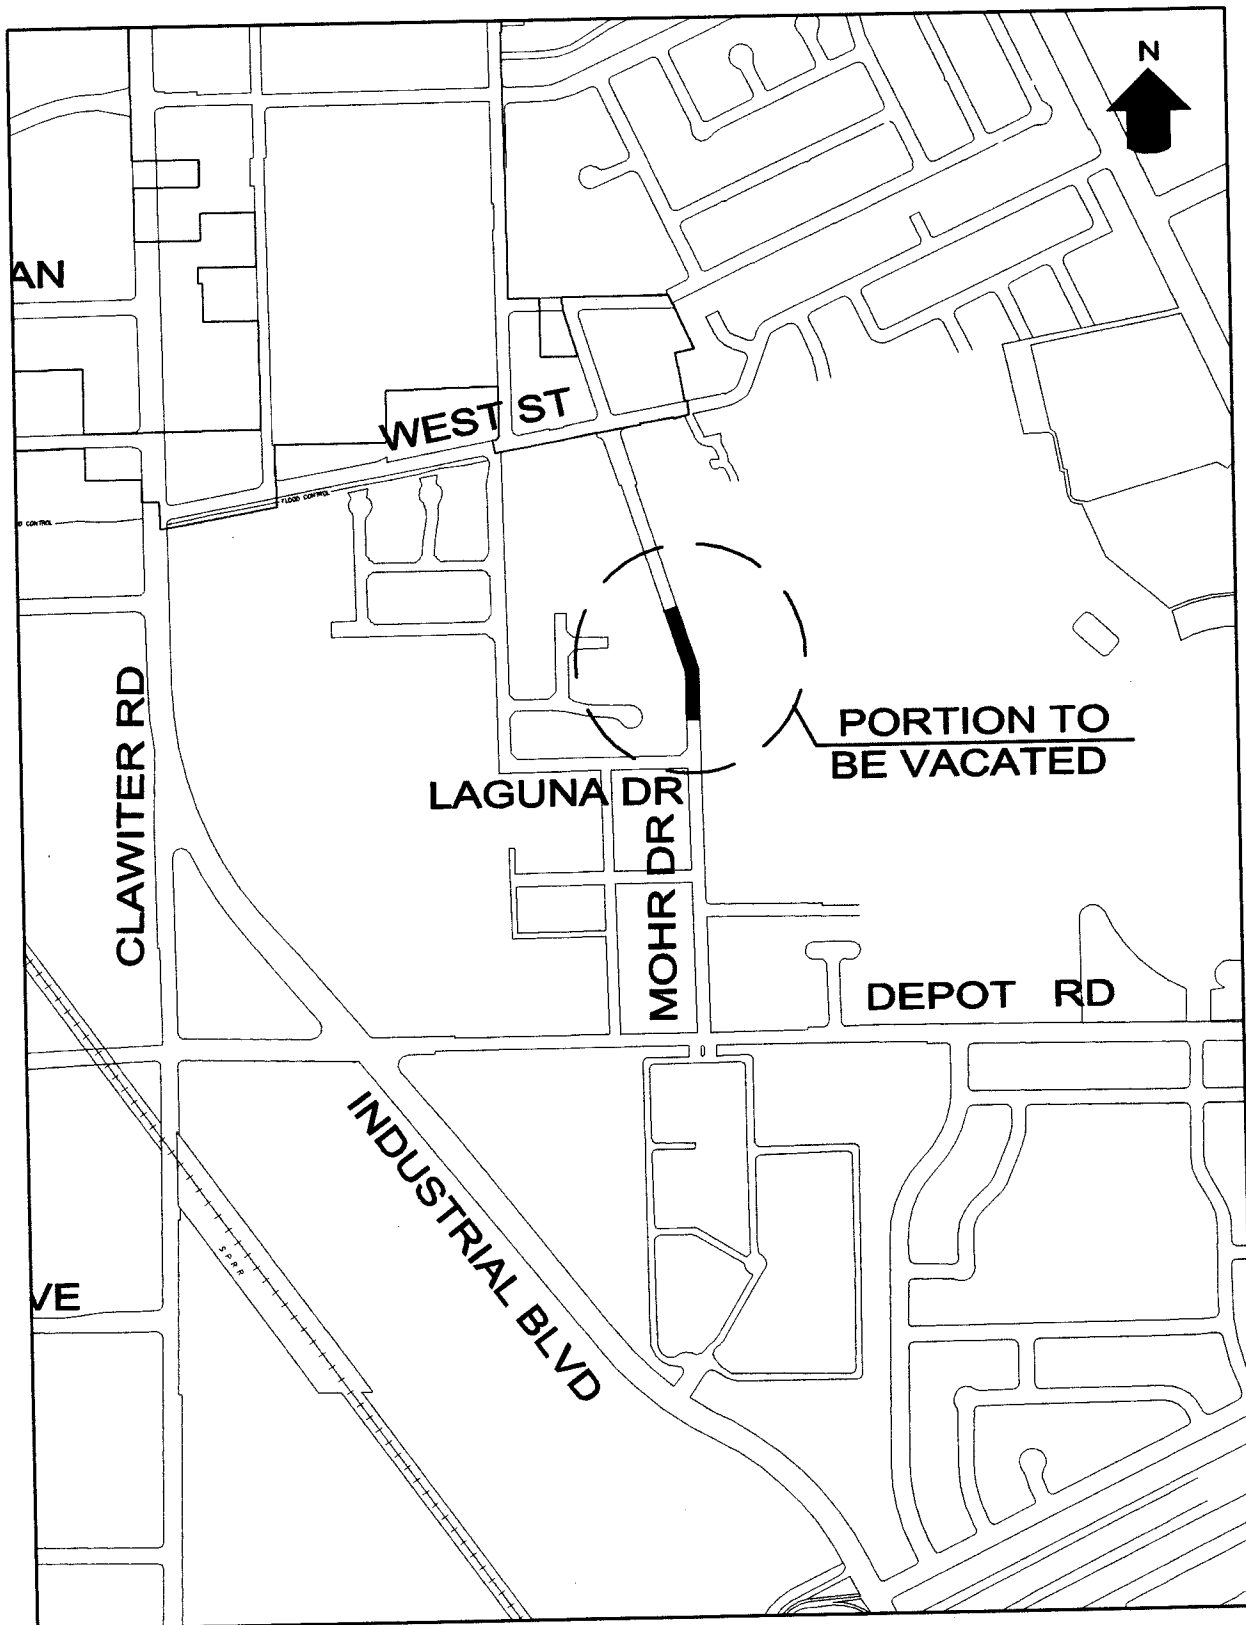 N
AN
WEST ST
FLOOD CONTROL
D CONTROL
CLAWITER RD
PORTION TO
BE VACATED
LAGUNA DR
MOHR DR
DEPOT RD
INDUSTRIAL BLVD
S P R R
VE